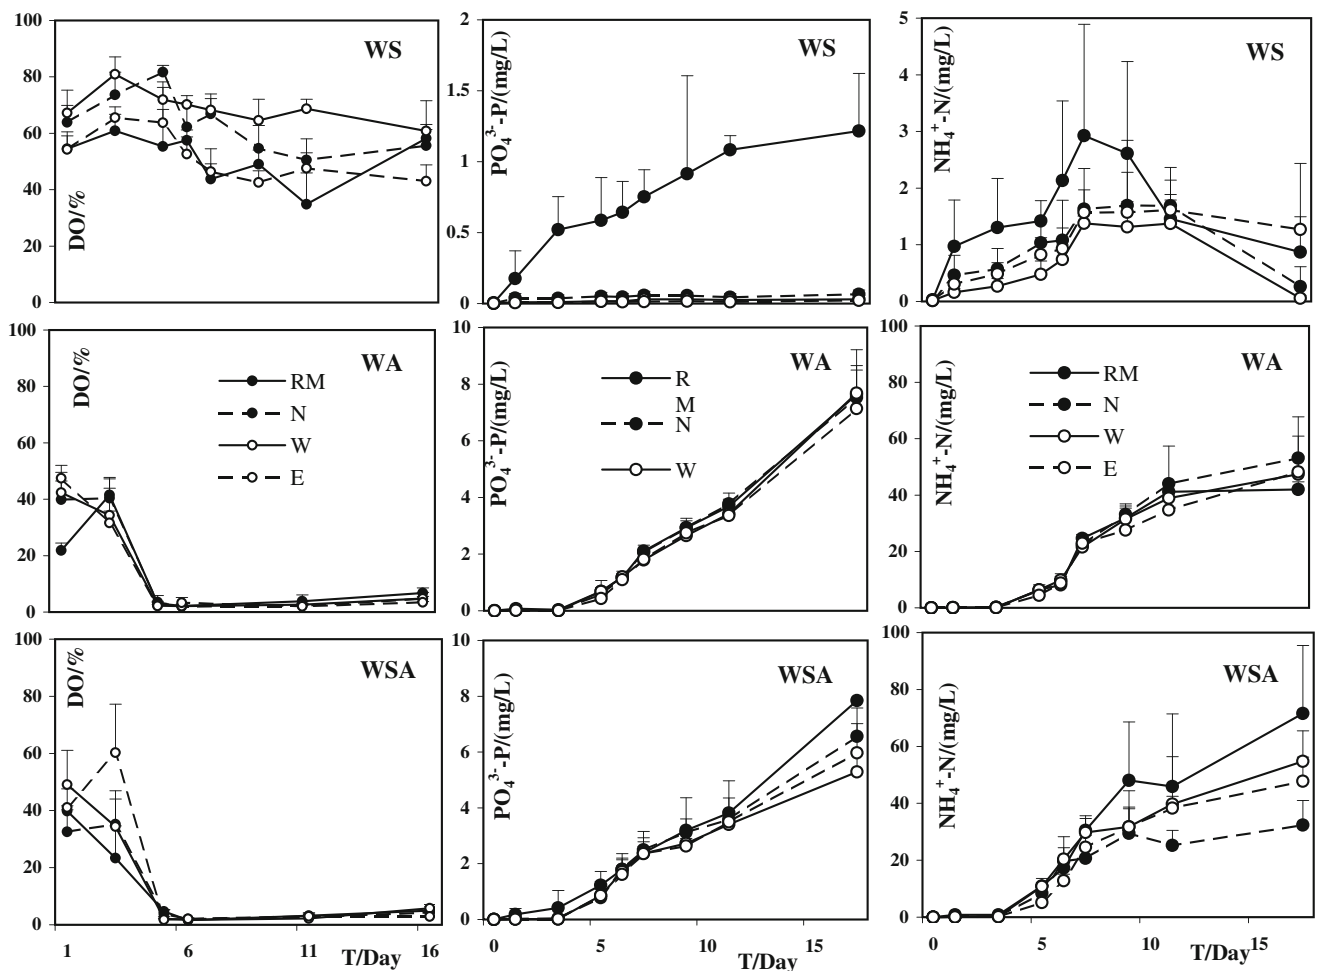 100
80
60
40
20
0
DO/%
WS
2
1.5
1
0.5
0
PO₄³⁻-P/(mg/L)
WS
5
4
3
2
1
0
NH₄⁺-N/(mg/L)
WS
100
80
60
40
20
0
DO/%
WA
RM
N
W
E
10
8
6
4
2
0
PO₄³⁻-P/(mg/L)
WA
R
M
N
W
100
80
60
40
20
0
NH₄⁺-N/(mg/L)
WA
RM
N
W
E
100
80
60
40
20
0
DO/%
WSA
1 6 11 16
T/Day
10
8
6
4
2
0
PO₄³⁻-P/(mg/L)
WSA
0 5 10 15
T/Day
100
80
60
40
20
0
NH₄⁺-N/(mg/L)
WSA
0 5 10 15
T/Day